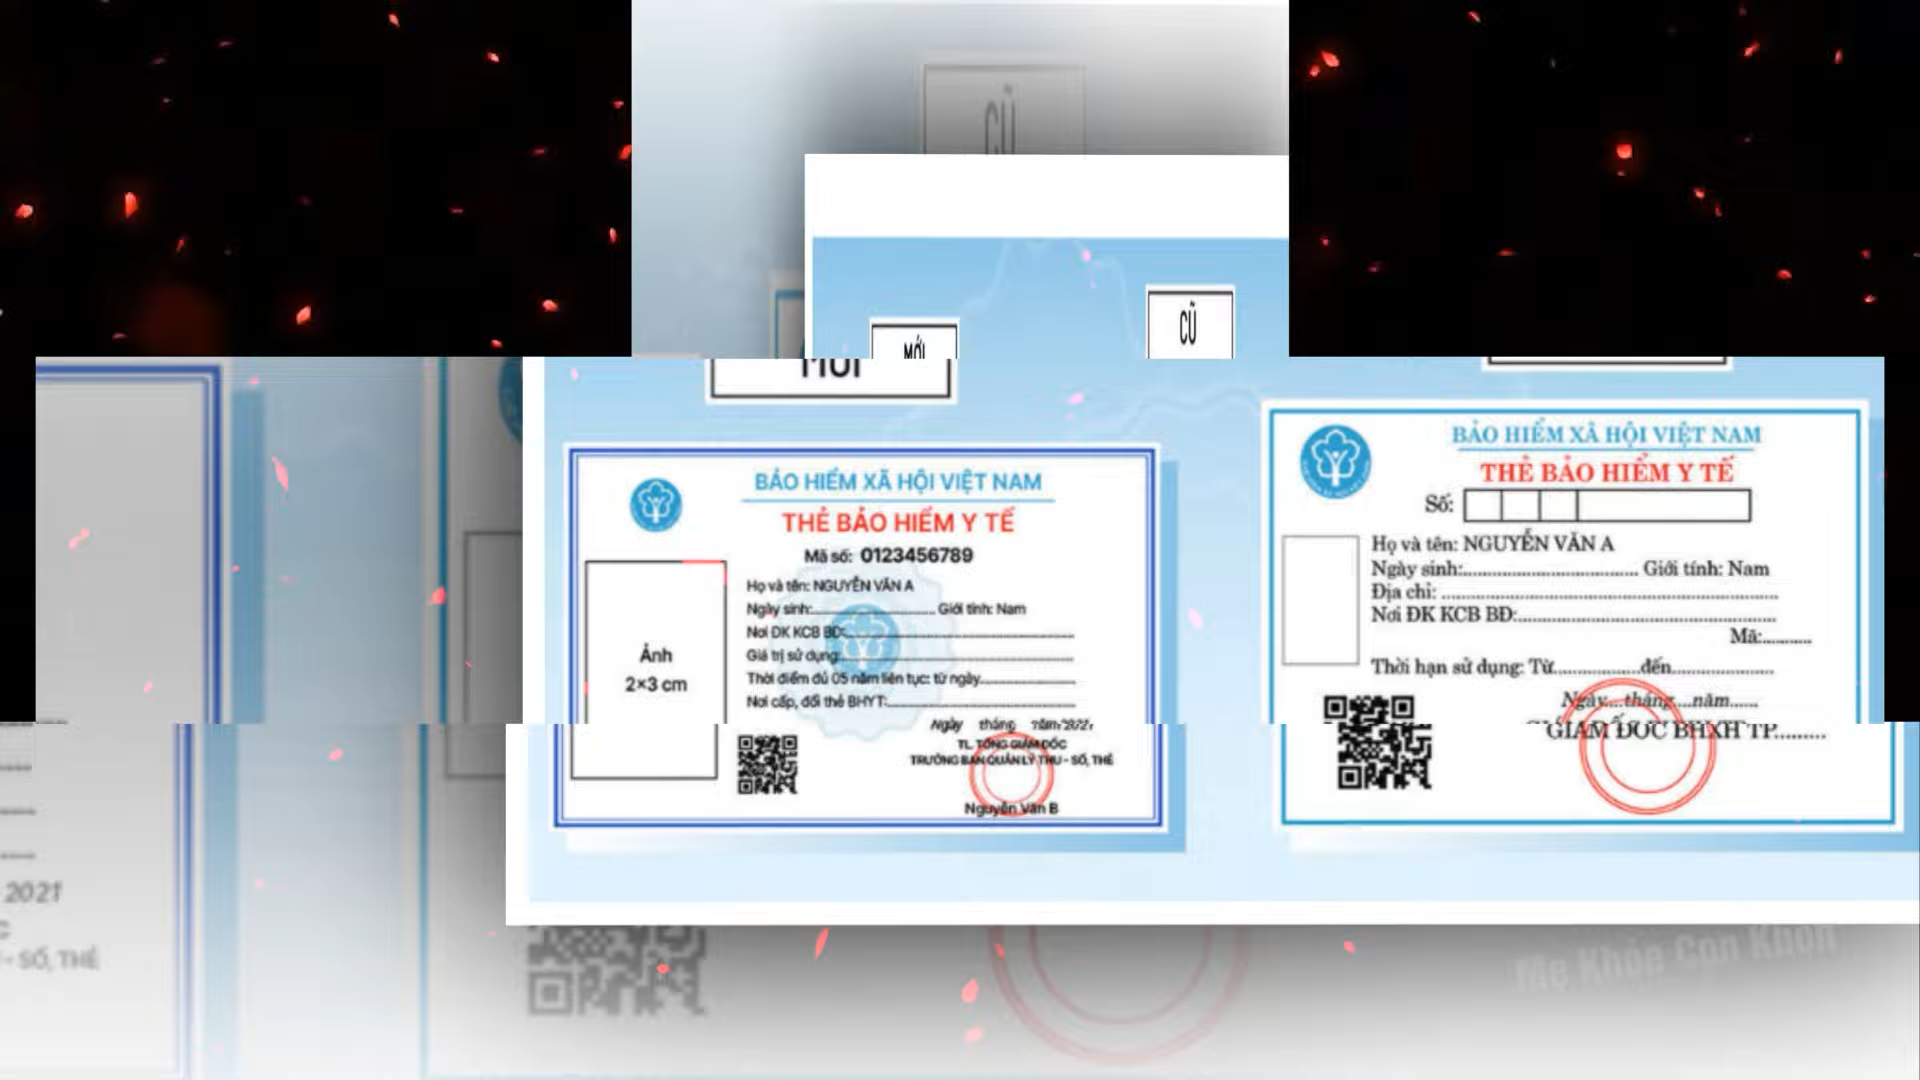 CŨ
CŨ
MỚI
MỚI
BẢO HIỂM XÃ HỘI VIỆT NAM
THẺ BẢO HIỂM Y TẾ
Mã số: 0123456789
Họ và tên: NGUYỄN VĂN A
Ngày sinh:.................... Giới tính: Nam
Nơi ĐK KCB BĐ:....................
Giá trị sử dụng:....................
Thời điểm đủ 05 năm liên tục: từ ngày....................
Nơi cấp, đổi thẻ BHYT:....................
Ảnh
2×3 cm
Ngày tháng năm 2021
TL. TỔNG GIÁM ĐỐC
TRƯỞNG BAN QUẢN LÝ THU - SỔ, THẺ
Nguyễn Văn B
BẢO HIỂM XÃ HỘI VIỆT NAM
THẺ BẢO HIỂM Y TẾ
Số:
Họ và tên: NGUYỄN VĂN A
Ngày sinh:.................... Giới tính: Nam
Địa chỉ: ....................
Nơi ĐK KCB BĐ:....................
Mã:..........
Thời hạn sử dụng: Từ...............đến....................
Ngày....tháng....năm......
GIÁM ĐỐC BHXH TP.........
2021
- SỔ, THẺ
Mẹ Khỏe Con Khôn